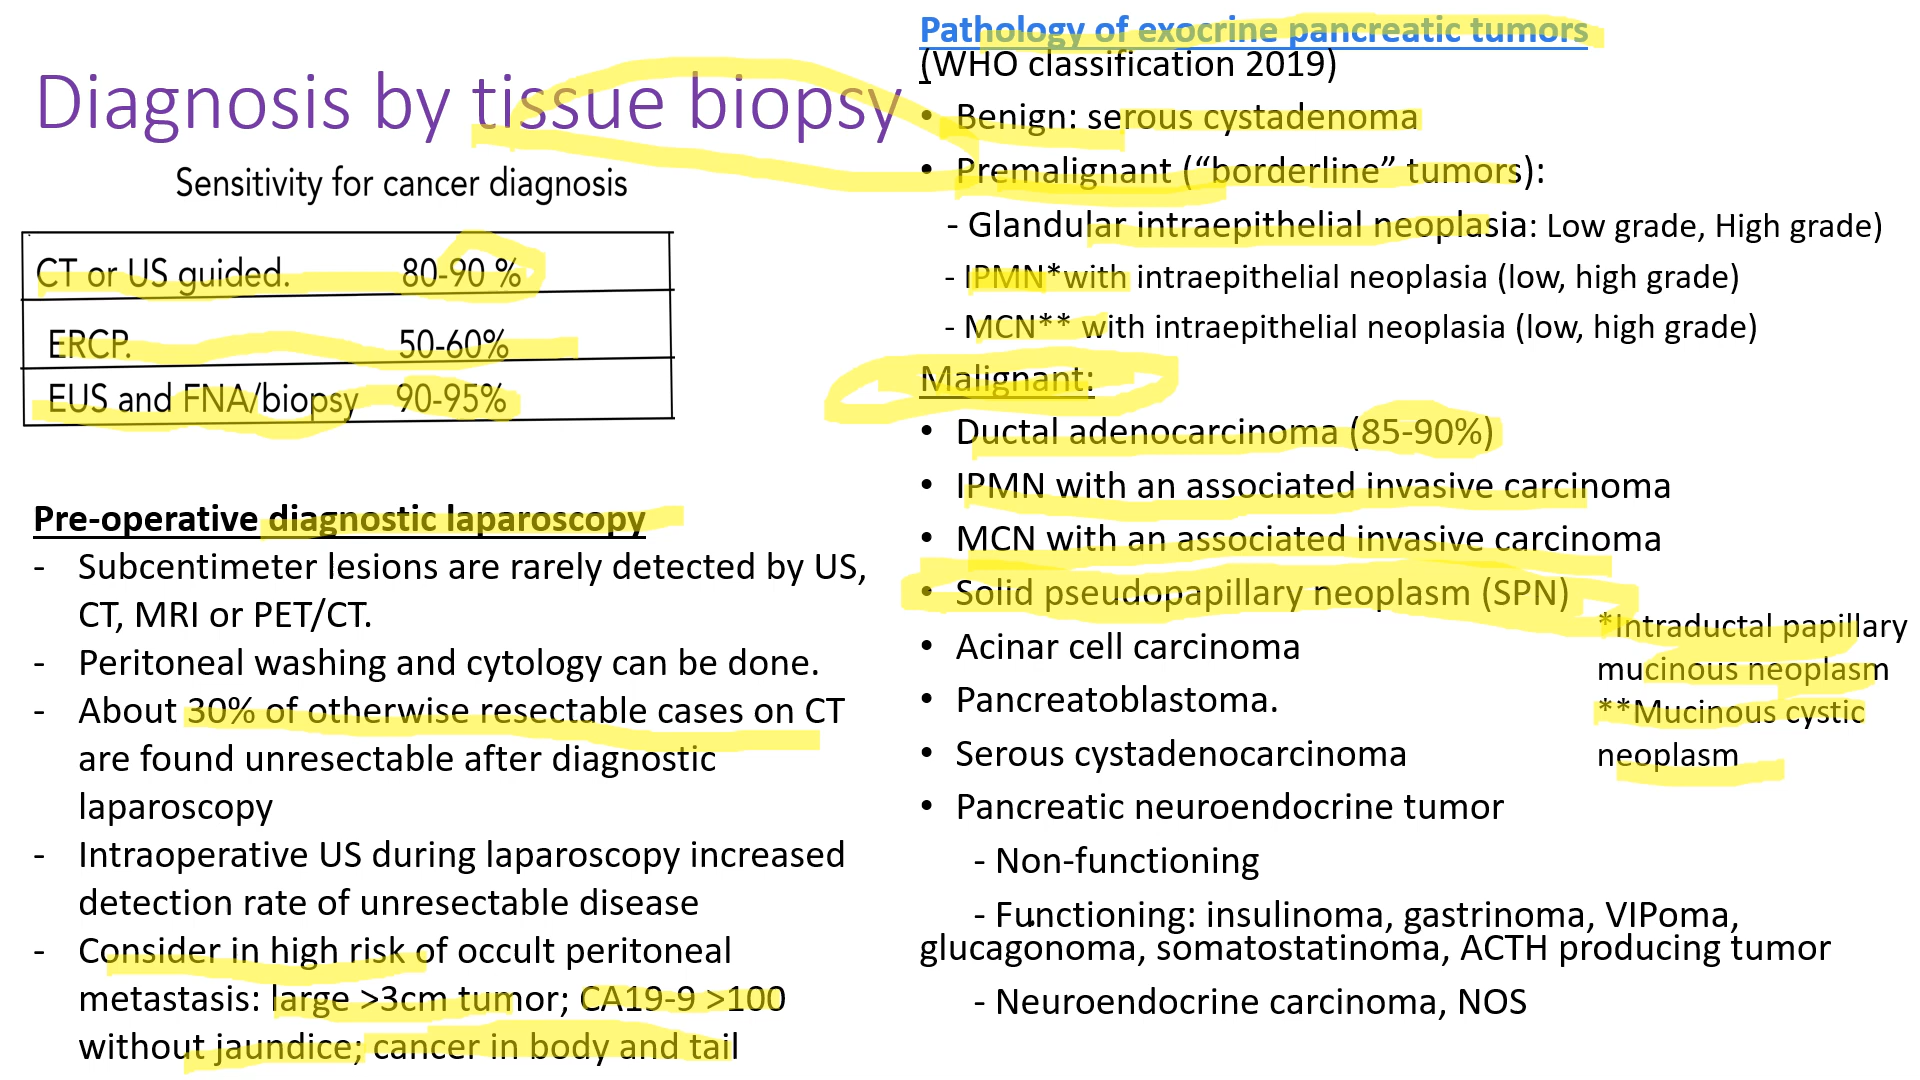 Diagnosis by tissue biopsy
Sensitivity for cancer diagnosis
CT or US guided. 80-90 %
ERCP. 50-60%
EUS and FNA/biopsy 90-95%
Pre-operative diagnostic laparoscopy
- Subcentimeter lesions are rarely detected by US,
CT, MRI or PET/CT.
- Peritoneal washing and cytology can be done.
- About 30% of otherwise resectable cases on CT
are found unresectable after diagnostic
laparoscopy
- Intraoperative US during laparoscopy increased
detection rate of unresectable disease
- Consider in high risk of occult peritoneal
metastasis: large >3cm tumor; CA19-9 >100
without jaundice; cancer in body and tail
Pathology of exocrine pancreatic tumors
(WHO classification 2019)
• Benign: serous cystadenoma
• Premalignant (“borderline” tumors):
- Glandular intraepithelial neoplasia: Low grade, High grade)
- IPMN*with intraepithelial neoplasia (low, high grade)
- MCN** with intraepithelial neoplasia (low, high grade)
Malignant:
• Ductal adenocarcinoma (85-90%)
• IPMN with an associated invasive carcinoma
• MCN with an associated invasive carcinoma
• Solid pseudopapillary neoplasm (SPN)
• Acinar cell carcinoma
• Pancreatoblastoma.
• Serous cystadenocarcinoma
• Pancreatic neuroendocrine tumor
- Non-functioning
- Functioning: insulinoma, gastrinoma, VIPoma,
glucagonoma, somatostatinoma, ACTH producing tumor
- Neuroendocrine carcinoma, NOS
*Intraductal papillary
mucinous neoplasm
**Mucinous cystic
neoplasm